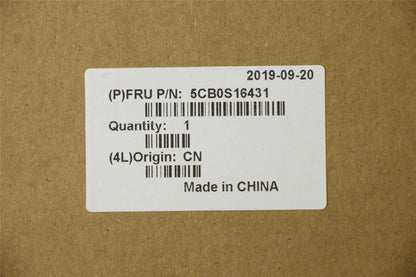 2019-09-20
(P)FRU P/N: 5CB0S16431
Quantity: 1
(4L)Origin: CN
Made in CHINA